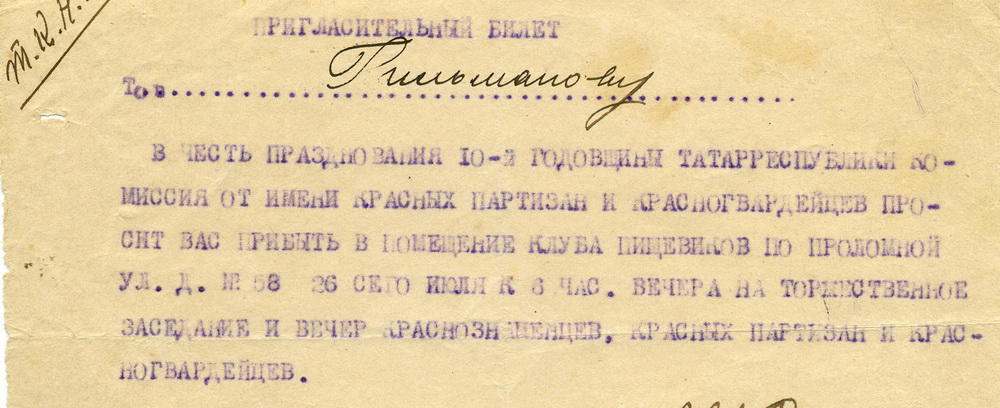 Т.К.Н.
ПРИГЛАСИТЕЛЬНЫЙ БИЛЕТ
Тов. Гильманову
В ЧЕСТЬ ПРАЗДНОВАНИЯ 10-й ГОДОВЩИНЫ ТАТАРРЕСПУБЛИКИ КО-
МИССИЯ ОТ ИМЕНИ КРАСНЫХ ПАРТИЗАН И КРАСНОГВАРДЕЙЦЕВ ПРО-
СИТ ВАС ПРИБЫТЬ В ПОМЕЩЕНИЕ КЛУБА ПИЩЕВИКОВ ПО ПРОЛОМНОЙ
УЛ. Д. № 58 26 СЕГО ИЮЛЯ К 6 ЧАС. ВЕЧЕРА НА ТОРЖЕСТВЕННОЕ
ЗАСЕДАНИЕ И ВЕЧЕР КРАСНОЗНАМЕНЦЕВ, КРАСНЫХ ПАРТИЗАН И КРАС-
НОГВАРДЕЙЦЕВ.